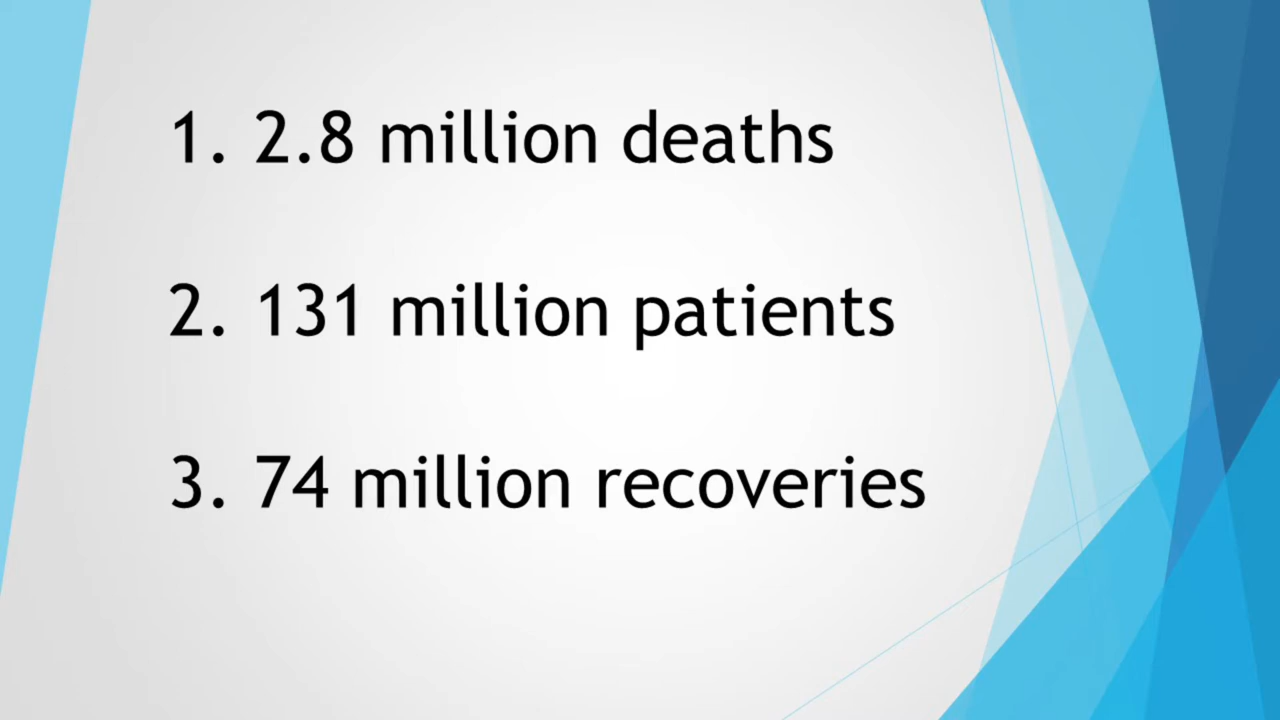 1. 2.8 million deaths
2. 131 million patients
3. 74 million recoveries